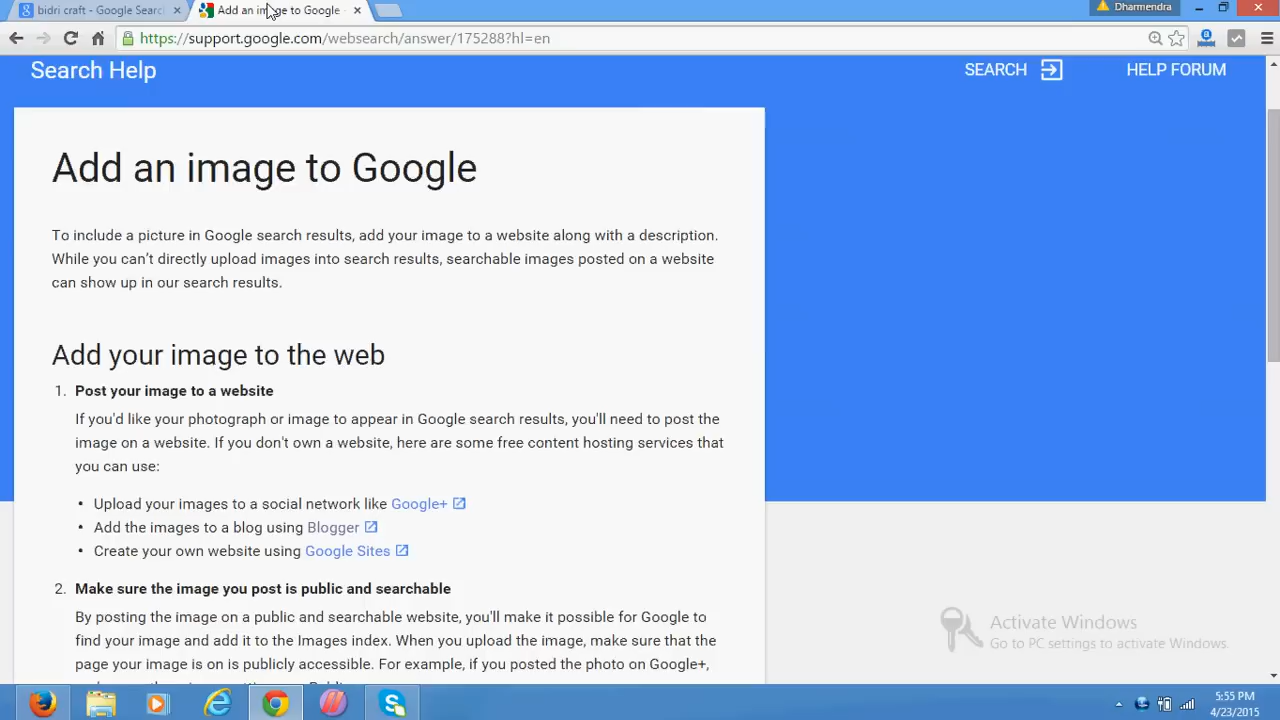 bidri craft - Google Searc
Add an image to Google
Dharmendra
https://support.google.com/websearch/answer/175288?hl=en
Search Help
SEARCH
HELP FORUM
Add an image to Google
To include a picture in Google search results, add your image to a website along with a description.
While you can't directly upload images into search results, searchable images posted on a website
can show up in our search results.
Add your image to the web
1. Post your image to a website
If you'd like your photograph or image to appear in Google search results, you'll need to post the
image on a website. If you don't own a website, here are some free content hosting services that
you can use:
• Upload your images to a social network like Google+
• Add the images to a blog using Blogger
• Create your own website using Google Sites
2. Make sure the image you post is public and searchable
By posting the image on a public and searchable website, you'll make it possible for Google to
find your image and add it to the Images index. When you upload the image, make sure that the
page your image is on is publicly accessible. For example, if you posted the photo on Google+,
Activate Windows
Go to PC settings to activate Windows.
5:55 PM
4/23/2015